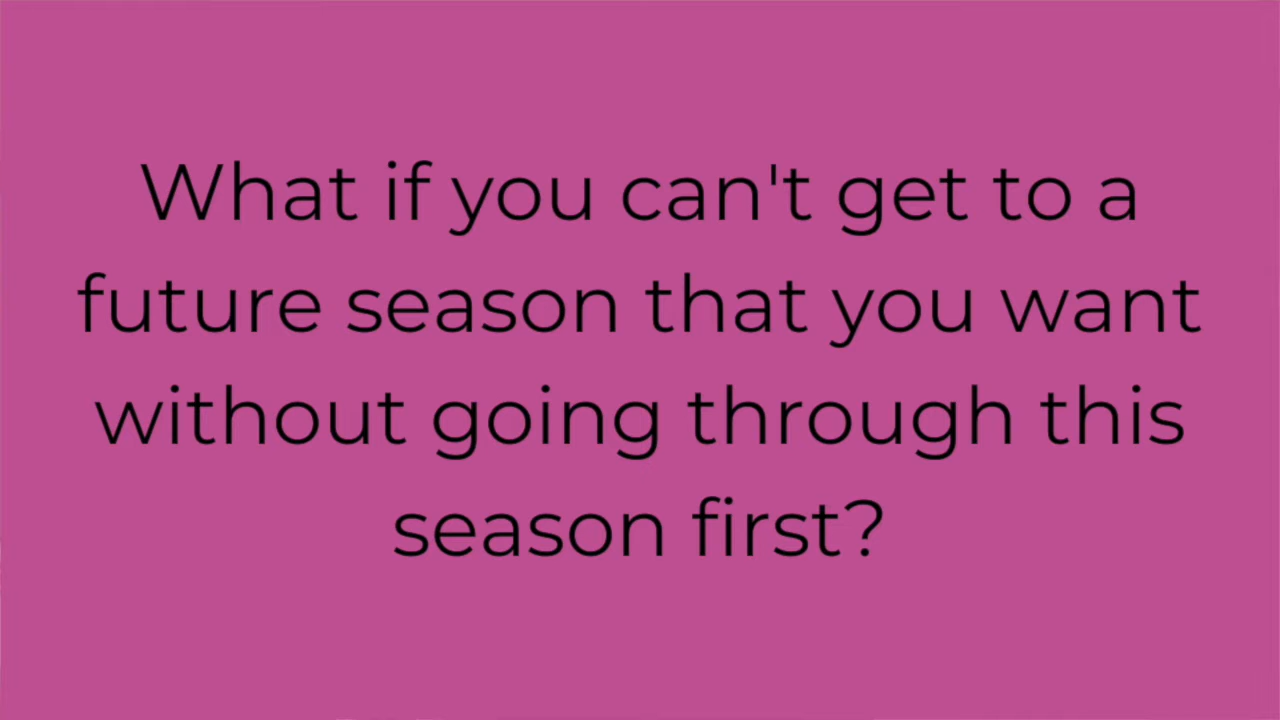 What if you can't get to a
future season that you want
without going through this
season first?